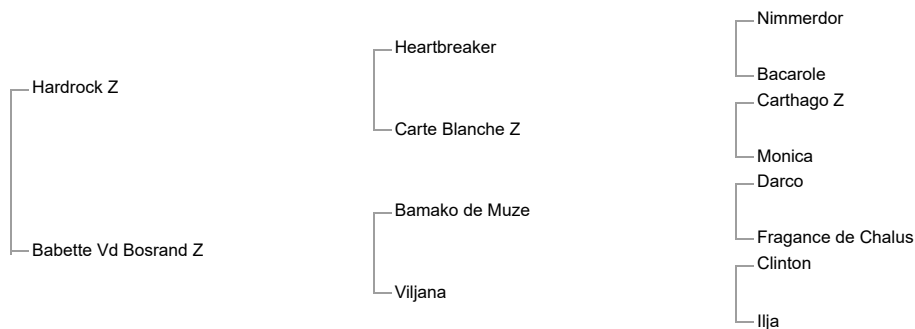 Nimmerdor
Heartbreaker
Bacarole
Hardrock Z
Carthago Z
Carte Blanche Z
Monica
Darco
Bamako de Muze
Babette Vd Bosrand Z
Fragance de Chalus
Clinton
Viljana
Ilja